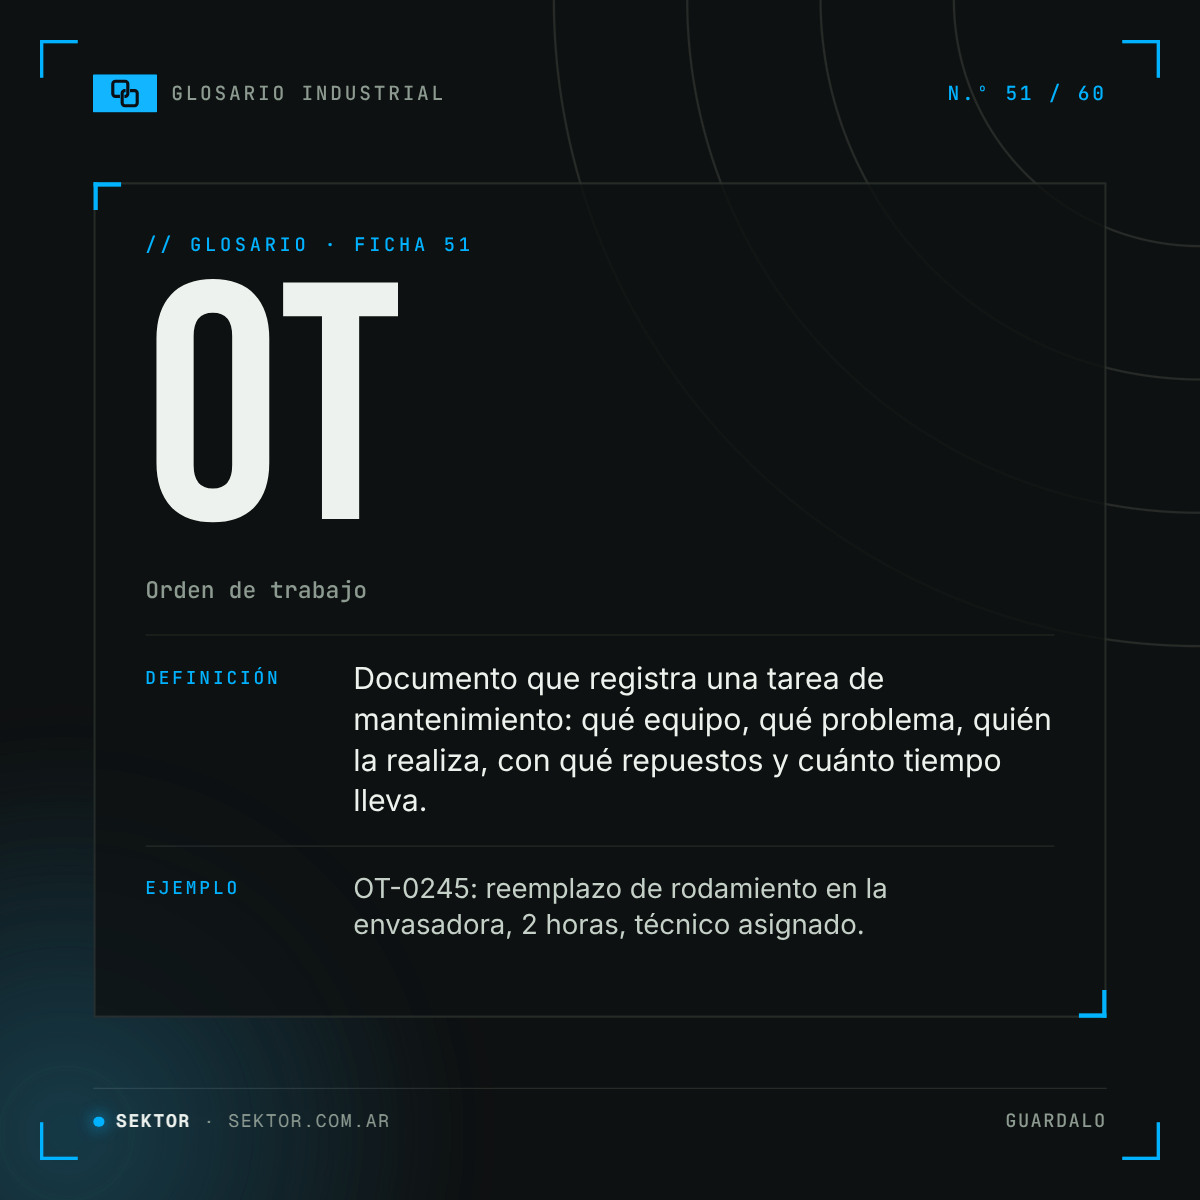 GLOSARIO INDUSTRIAL
N.° 51 / 60
// GLOSARIO · FICHA 51
OT
Orden de trabajo
DEFINICIÓN
Documento que registra una tarea de
mantenimiento: qué equipo, qué problema, quién
la realiza, con qué repuestos y cuánto tiempo
lleva.
EJEMPLO
OT-0245: reemplazo de rodamiento en la
envasadora, 2 horas, técnico asignado.
SEKTOR · SEKTOR.COM.AR
GUARDALO